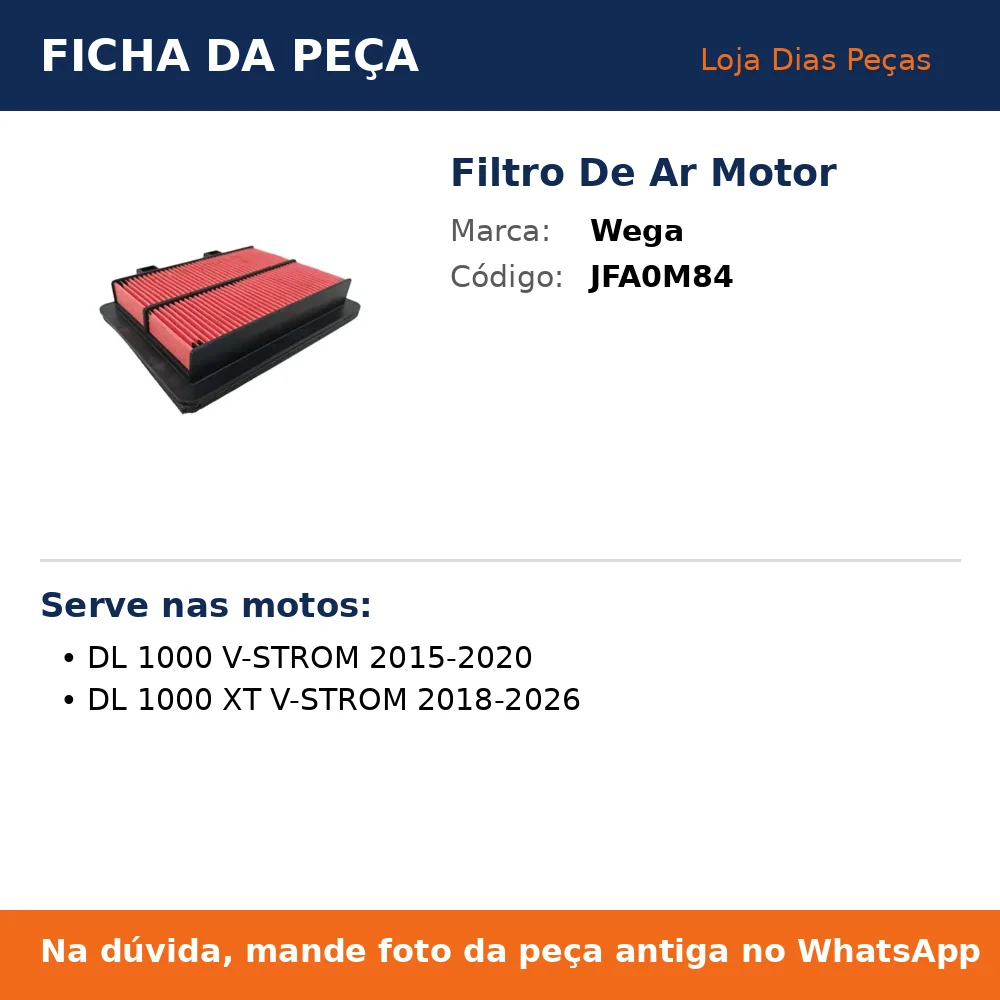 FICHA DA PEÇA
Loja Dias Peças
Filtro De Ar Motor
Marca: Wega
Código: JFA0M84
Serve nas motos:
• DL 1000 V-STROM 2015-2020
• DL 1000 XT V-STROM 2018-2026
Na dúvida, mande foto da peça antiga no WhatsApp